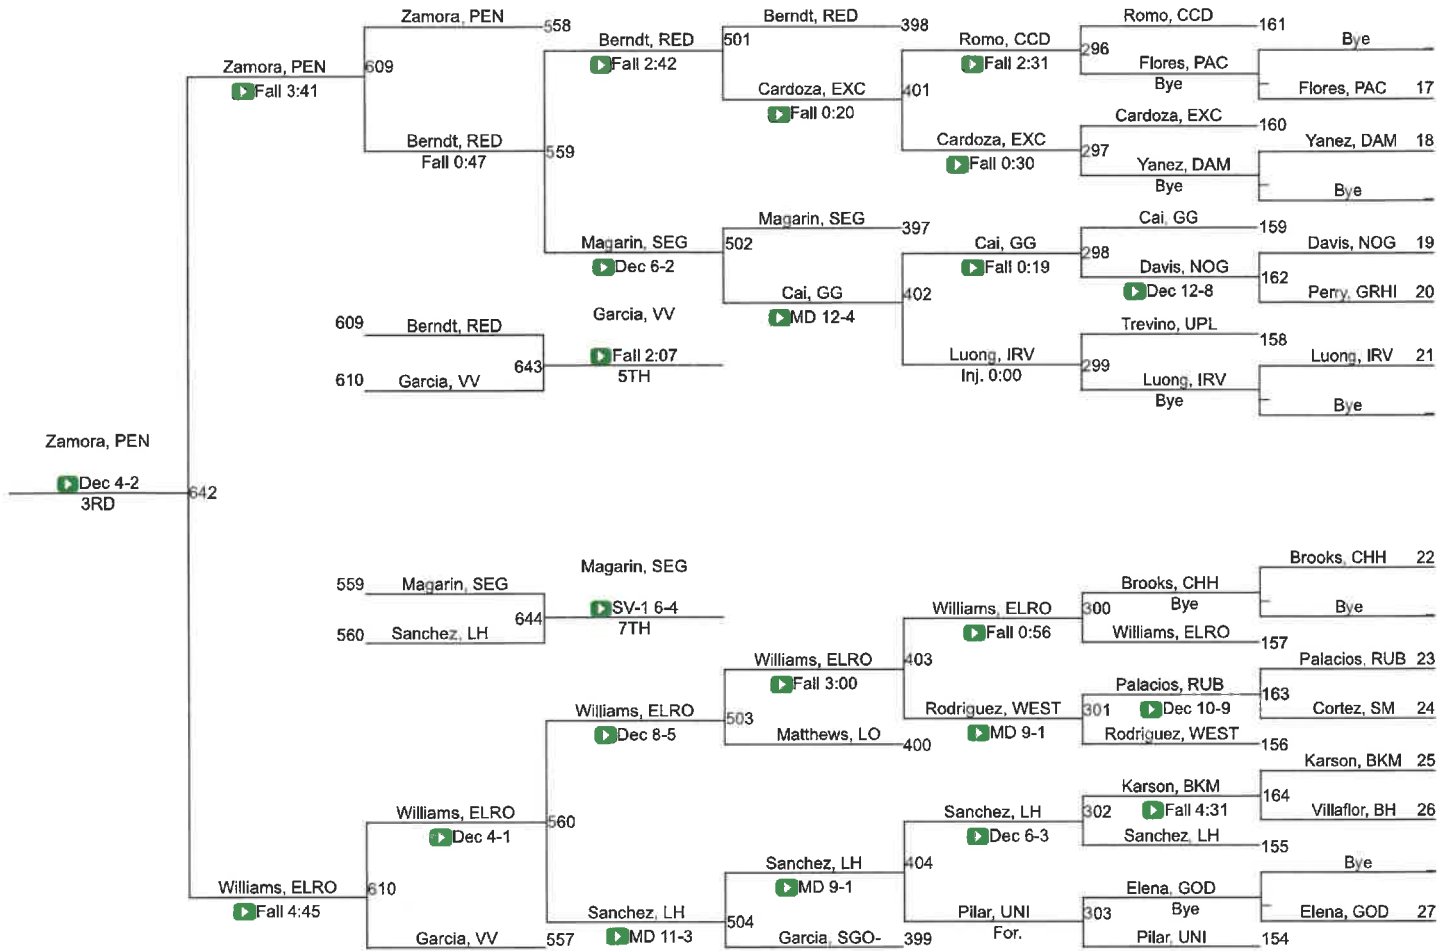 Zamora, PEN
558
Berndt, RED
398
Romo, CCD
161
Bye
Berndt, RED
501
Romo, CCD
296
Fall 2:42
Fall 2:31
Flores, PAC
Bye
Zamora, PEN
609
Fall 3:41
Cardoza, EXC
401
Flores, PAC 17
Fall 0:20
Cardoza, EXC
160
Berndt, RED
559
Fall 0:47
Cardoza, EXC
297
Fall 0:30
Yanez, DAM 18
Yanez, DAM
Bye
Bye
Magarin, SEG
397
Cai, GG
159
Magarin, SEG
502
Dec 6-2
Cai, GG
298
Fall 0:19
Davis, NOG 19
Davis, NOG
162
Dec 12-8
Cai, GG
402
MD 12-4
Perry, GRHI 20
609
Berndt, RED
Garcia, VV
Trevino, UPL
158
643
Fall 2:07
5TH
Luong, IRV
299
Inj. 0:00
Luong, IRV 21
610
Garcia, VV
Luong, IRV
Bye
Bye
Zamora, PEN
Dec 4-2
3RD
642
559
Magarin, SEG
Magarin, SEG
Brooks, CHH 22
644
SV-1 6-4
7TH
Brooks, CHH
Bye
Williams, ELRO
300
Fall 0:56
Bye
560
Sanchez, LH
Williams, ELRO
157
Williams, ELRO
403
Fall 3:00
Palacios, RUB 23
Palacios, RUB
163
Dec 10-9
Williams, ELRO
503
Dec 8-5
Rodriguez, WEST
301
MD 9-1
Cortez, SM 24
Matthews, LO
400
Rodriguez, WEST
156
Karson, BKM 25
Karson, BKM
164
Fall 4:31
Williams, ELRO
560
Dec 4-1
Sanchez, LH
302
Dec 6-3
Villaflor, BH 26
Sanchez, LH
155
Sanchez, LH
404
MD 9-1
Bye
Williams, ELRO
610
Fall 4:45
Elena, GOD
Bye
Sanchez, LH
504
MD 11-3
Pilar, UNI
303
For.
Elena, GOD 27
Garcia, VV
557
Garcia, SGO-
399
Pilar, UNI
154